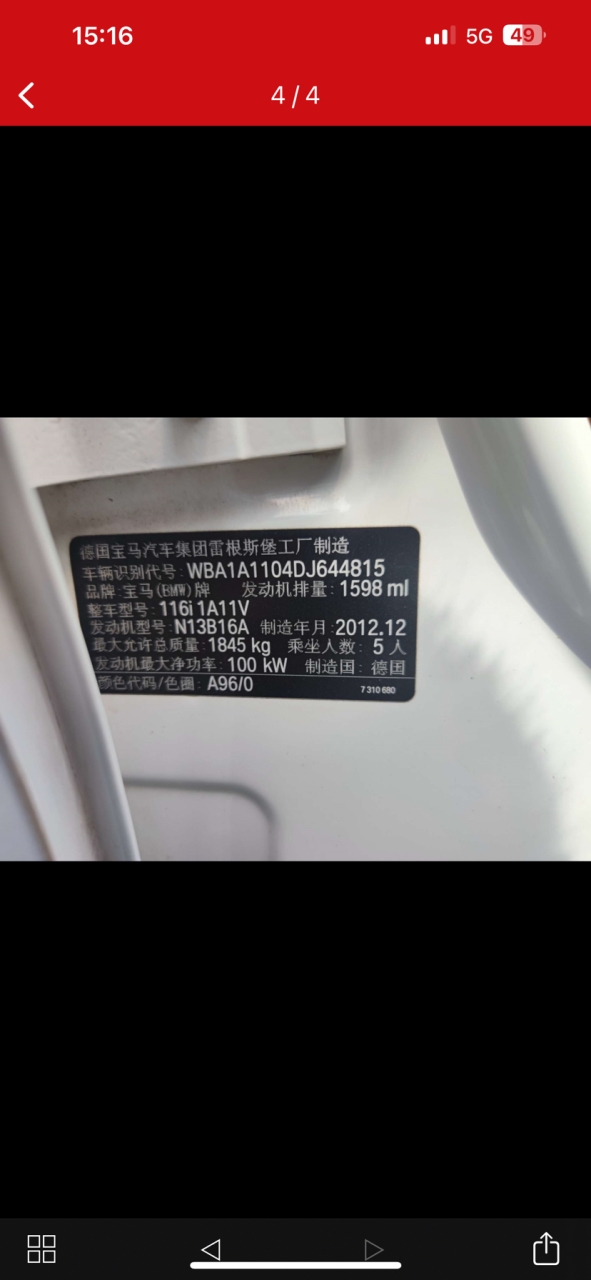 15:16
5G 49
4 / 4
德国宝马汽车集团雷根斯堡工厂制造
车辆识别代号: WBA1A1104DJ644815
品牌: 宝马(BMW)牌 发动机排量: 1598 ml
整车型号: 116i 1A11V
发动机型号: N13B16A 制造年月: 2012.12
最大允许总质量: 1845 kg 乘坐人数: 5 人
发动机最大净功率: 100 kW 制造国: 德国
颜色代码/色调: A96/0 7 310 680